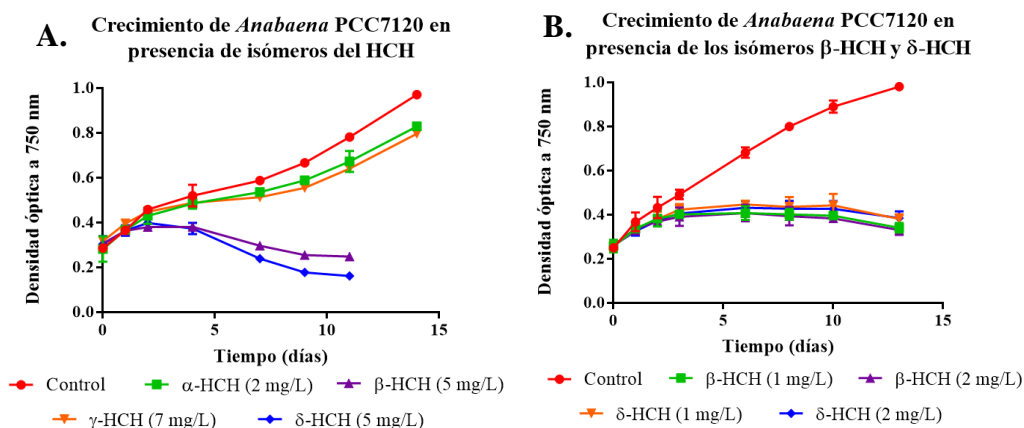 A.
Crecimiento de Anabaena PCC7120 en
presencia de isómeros del HCH
Densidad óptica a 750 nm
1.0
0.8
0.6
0.4
0.2
0.0
0
5
10
15
Tiempo (días)
Control
α-HCH (2 mg/L)
β-HCH (5 mg/L)
γ-HCH (7 mg/L)
δ-HCH (5 mg/L)
B.
Crecimiento de Anabaena PCC7120 en
presencia de los isómeros β-HCH y δ-HCH
Densidad óptica a 750 nm
1.0
0.8
0.6
0.4
0.2
0.0
0
5
10
15
Tiempo (días)
Control
β-HCH (1 mg/L)
β-HCH (2 mg/L)
δ-HCH (1 mg/L)
δ-HCH (2 mg/L)